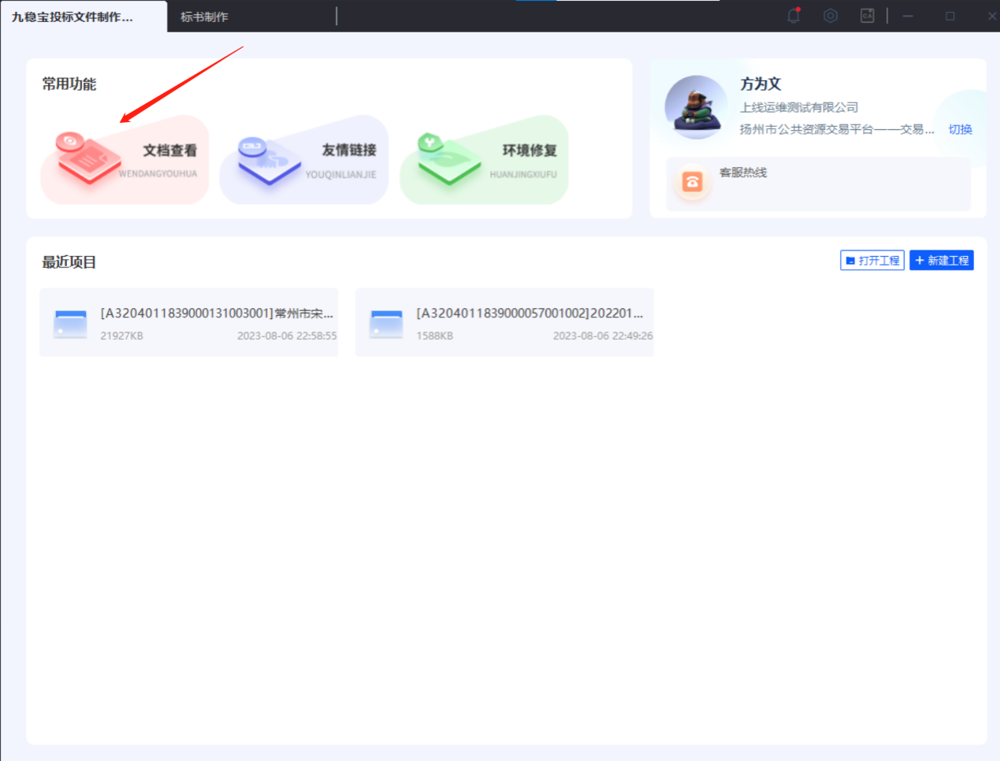 九稳宝投标文件制作...
标书制作
CA
常用功能
文档查看
WENDANGYOUHUA
友情链接
YOUQINLIANJIE
环境修复
HUANJINGXIUFU
方为文
上线运维测试有限公司
扬州市公共资源交易平台——交易...
切换
客服热线
最近项目
打开工程
新建工程
[A3204011839000131003001]常州市宋...
21927KB
2023-08-06 22:58:55
[A3204011839000057001002]202201...
1588KB
2023-08-06 22:49:26